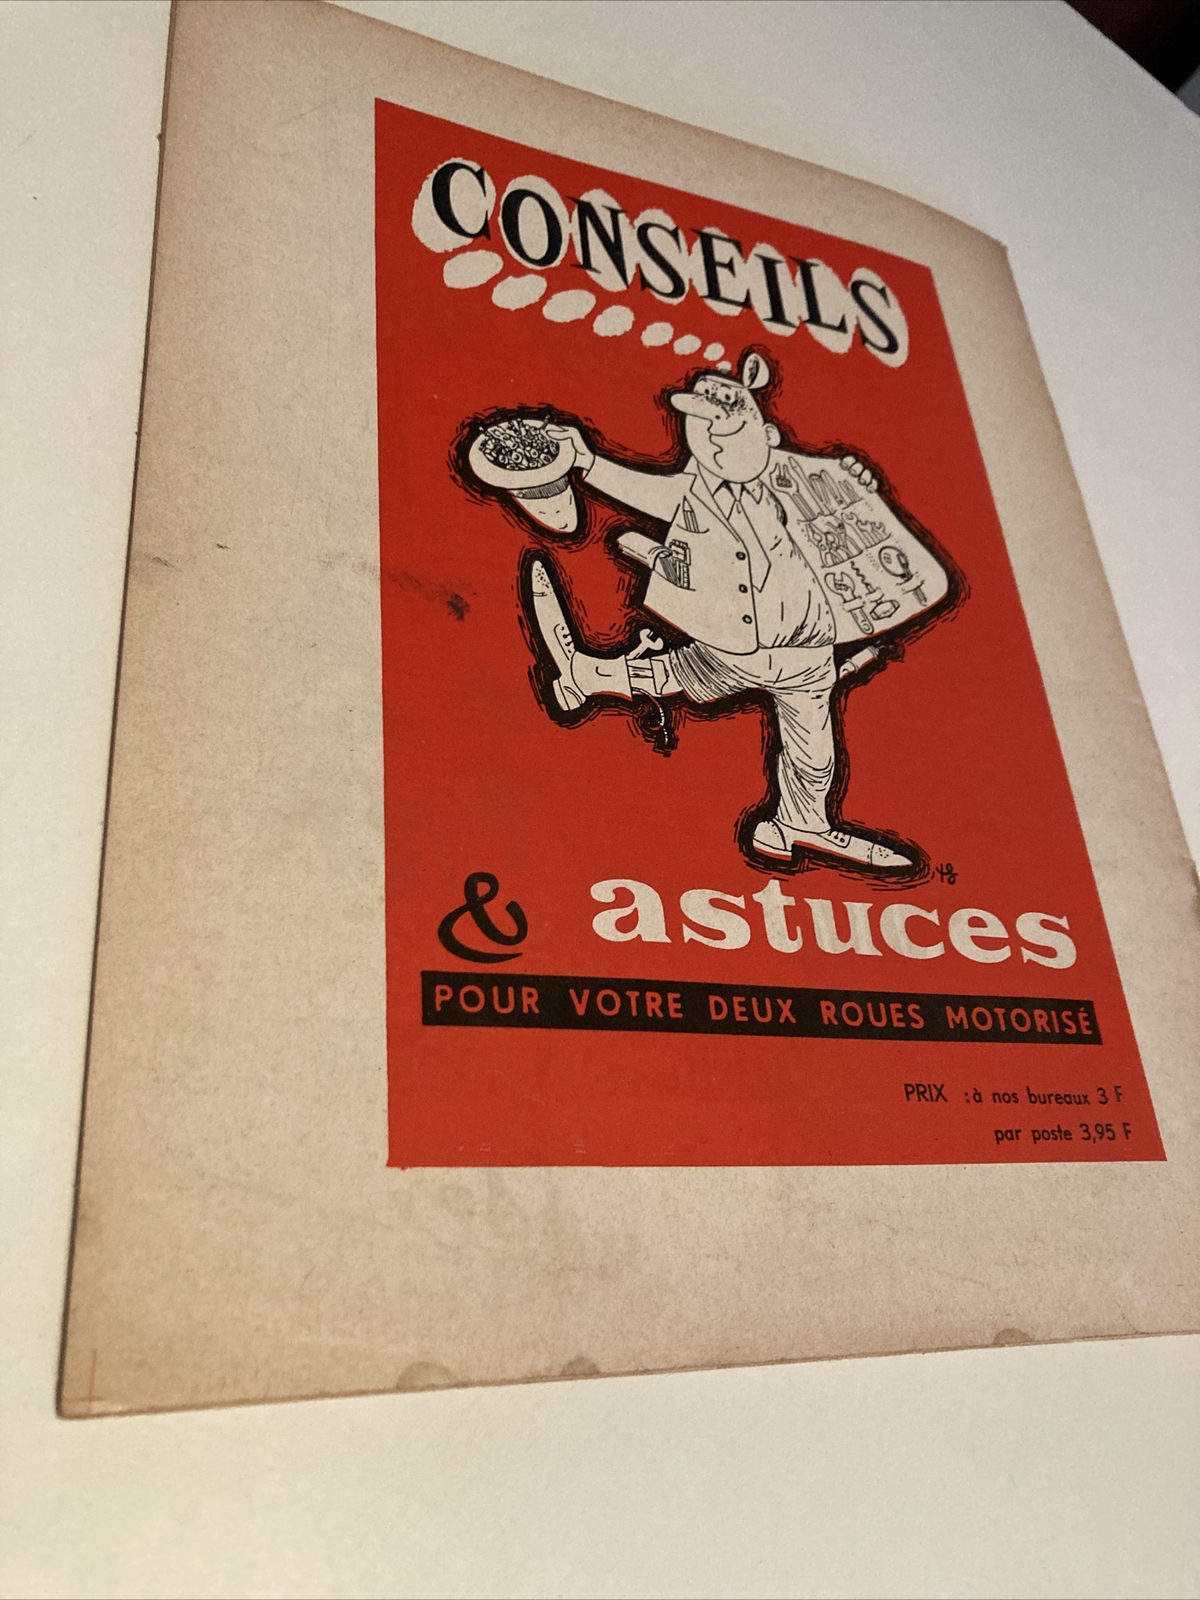 CONSEILS
& astuces
POUR VOTRE DEUX ROUES MOTORISÉ
PRIX : à nos bureaux 3 F
par poste 3,95 F